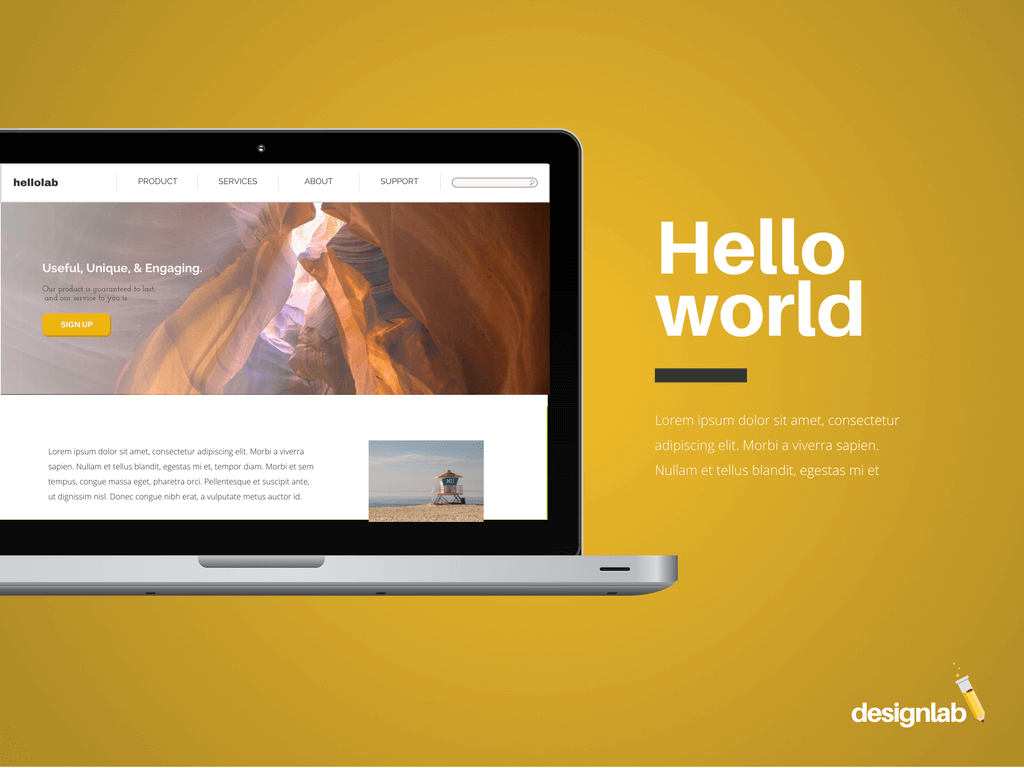 hellolab
PRODUCT
SERVICES
ABOUT
SUPPORT
Useful, Unique, & Engaging.
Our product is guaranteed to last,
and our service to you is
SIGN UP
Lorem ipsum dolor sit amet, consectetur adipiscing elit. Morbi a viverra
sapien. Nullam et tellus blandit, egestas mi et, tempor diam. Morbi et sem
tempus, congue massa eget, pharetra orci. Pellentesque et suscipit ante,
ut dignissim nisl. Donec congue nibh erat, a vulputate metus auctor id.
Hello
world
Lorem ipsum dolor sit amet, consectetur
adipiscing elit. Morbi a viverra sapien.
Nullam et tellus blandit, egestas mi et
designlab